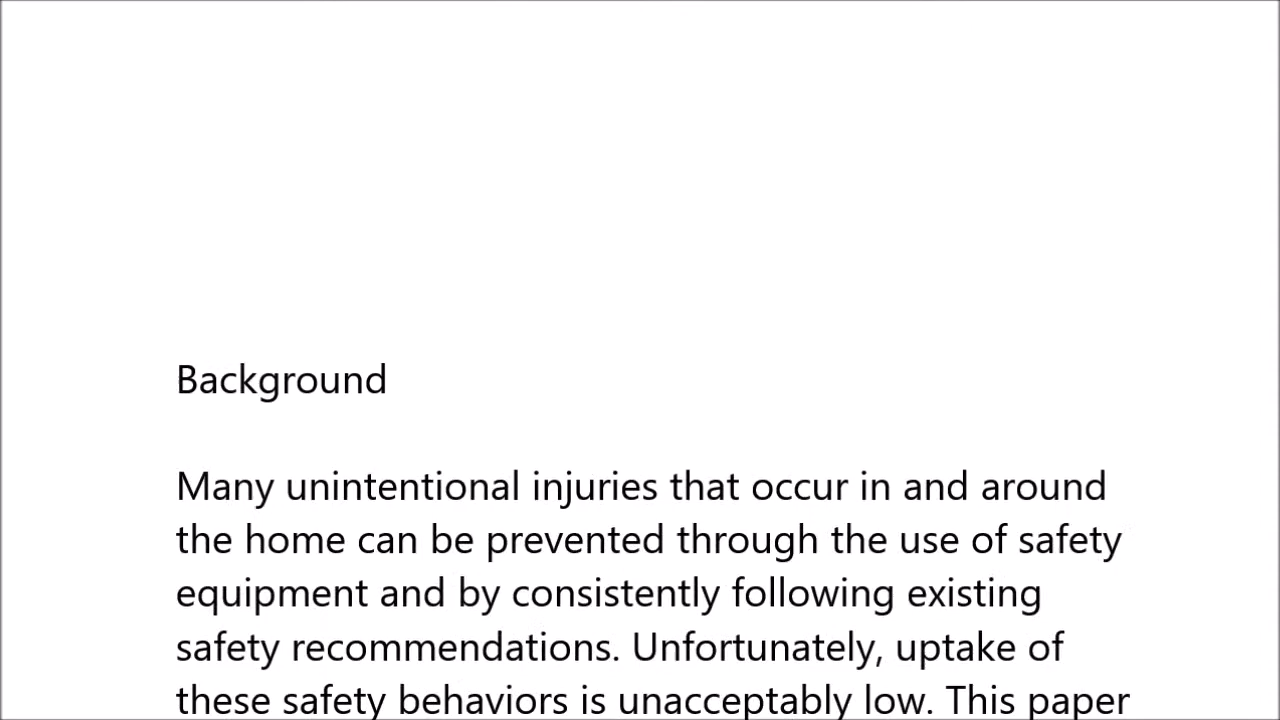 Background
Many unintentional injuries that occur in and around
the home can be prevented through the use of safety
equipment and by consistently following existing
safety recommendations. Unfortunately, uptake of
these safety behaviors is unacceptably low. This paper